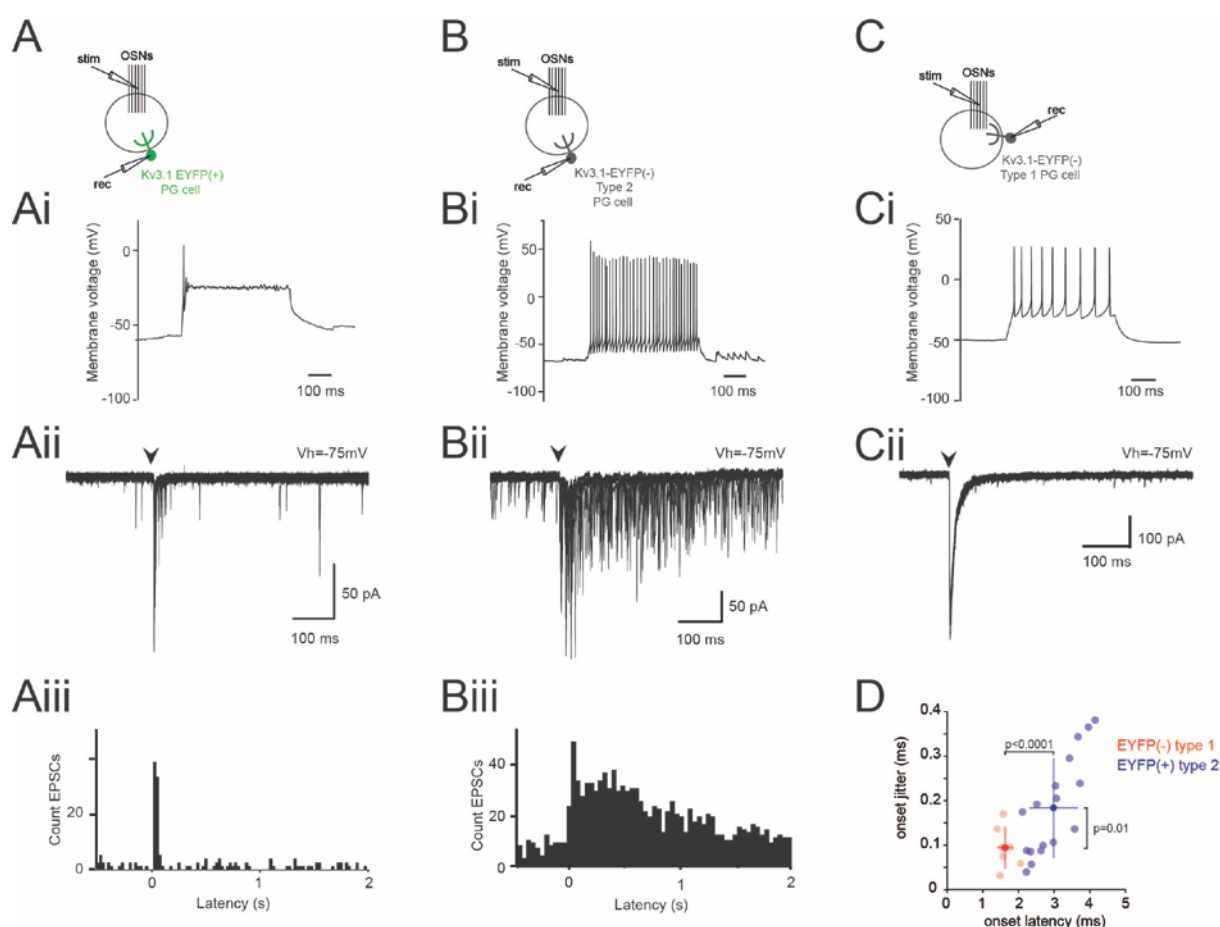 A
B
C
stim
OSNs
rec
Kv3.1 EYFP(+)
PG cell
stim
OSNs
rec
Kv3.1-EYFP(-)
Type 2
PG cell
stim
OSNs
rec
Kv3.1-EYFP(-)
Type 1 PG cell
Ai
Membrane voltage (mV)
0
-50
-100
100 ms
Bi
Membrane voltage (mV)
50
0
-50
-100
100 ms
Ci
Membrane voltage (mV)
50
0
-50
-100
100 ms
Aii
Vh=-75mV
50 pA
100 ms
Bii
Vh=-75mV
50 pA
100 ms
Cii
Vh=-75mV
100 pA
100 ms
Aiii
Count EPSCs
20
0
0
1
2
Latency (s)
Biii
Count EPSCs
40
20
0
0
1
2
Latency (s)
D
onset jitter (ms)
0.4
0.3
0.2
0.1
0
0
1
2
3
4
5
onset latency (ms)
p<0.0001
p=0.01
EYFP(-) type 1
EYFP(+) type 2